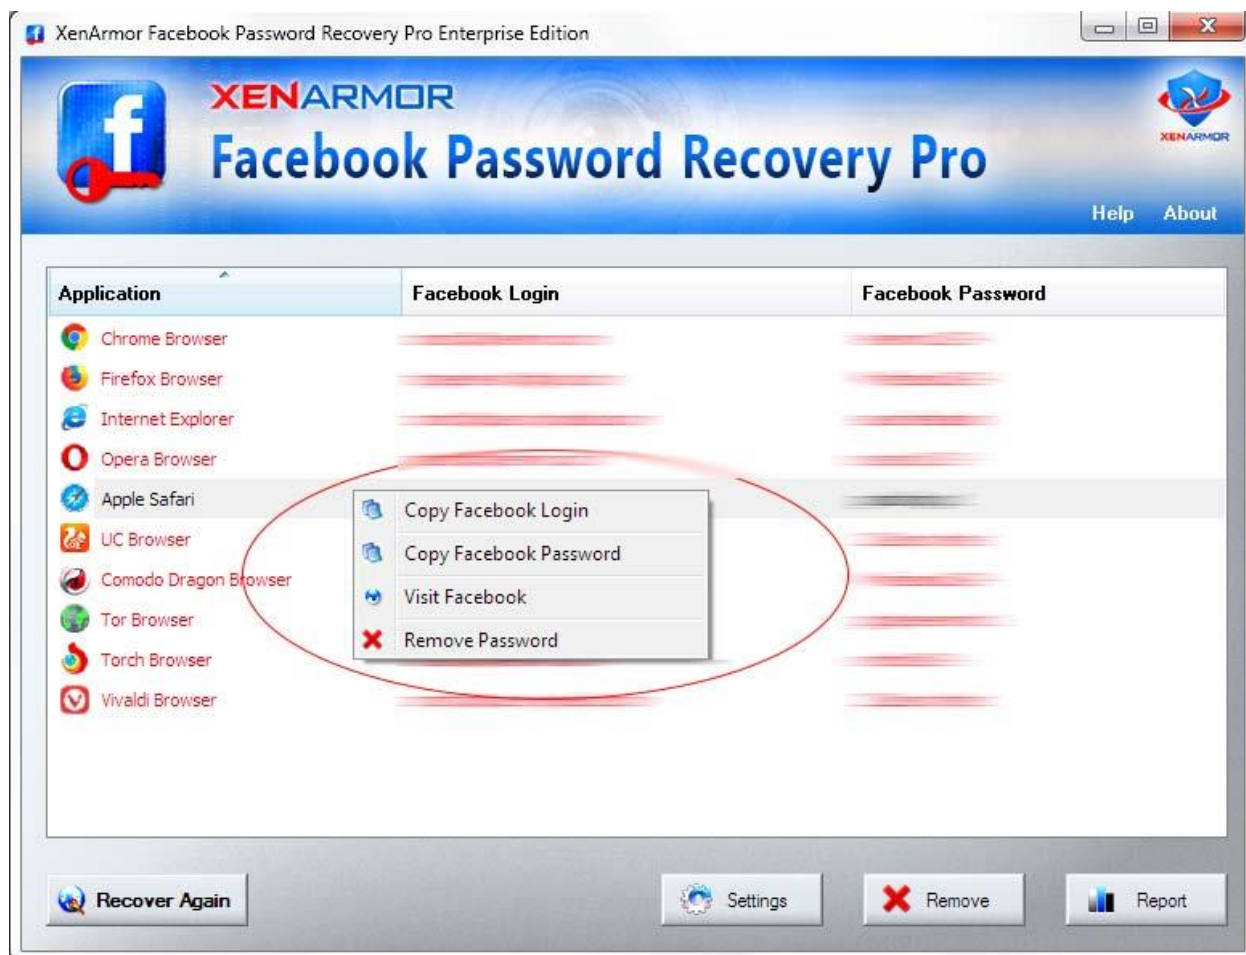 XenArmor Facebook Password Recovery Pro Enterprise Edition
XENARMOR
Facebook Password Recovery Pro
XENARMOR
Help About
Application Facebook Login Facebook Password
Chrome Browser
Firefox Browser
Internet Explorer
Opera Browser
Apple Safari
Copy Facebook Login
UC Browser
Copy Facebook Password
Comodo Dragon Browser
Visit Facebook
Tor Browser
Remove Password
Torch Browser
Vivaldi Browser
Recover Again Settings Remove Report